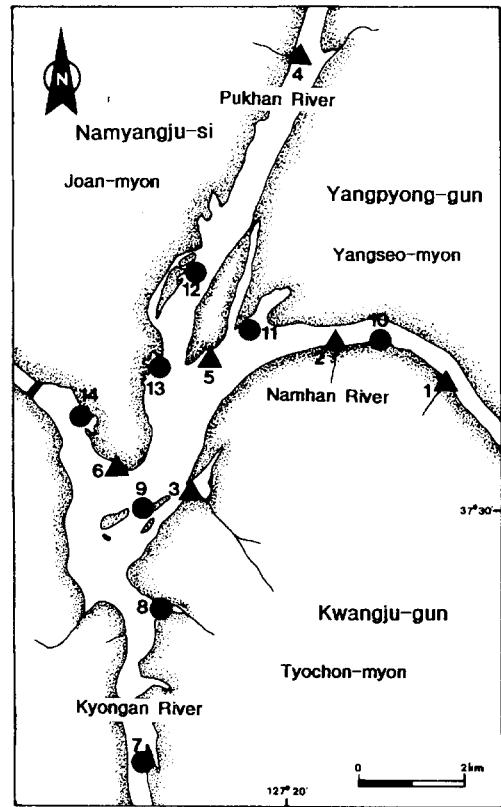 N
4
Pukhan River
Namyangju-si
Joan-myon
Yangpyong-gun
Yangseo-myon
12
11
10
2
5
13
1
Namhan River
14
6
3
9
37° 30′
8
Kwangju-gun
Tyochon-myon
Kyongan River
7
0 2km
127° 20′